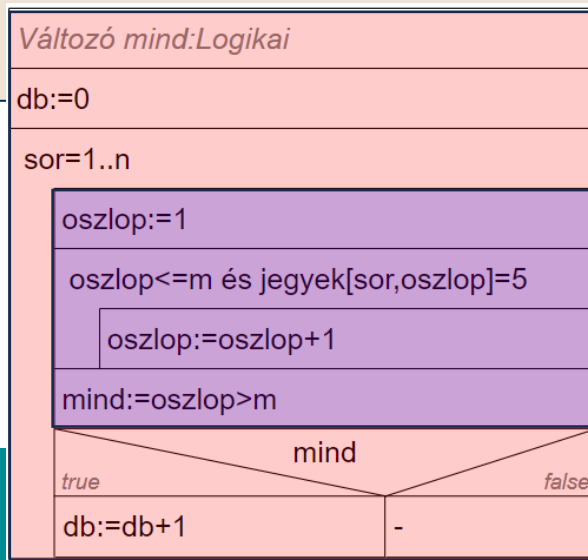 Változó mind:Logikai
db:=0
sor=1..n
oszlop:=1
oszlop<=m és jegyek[sor,oszlop]=5
oszlop:=oszlop+1
mind:=oszlop>m
mind
true false
db:=db+1 -